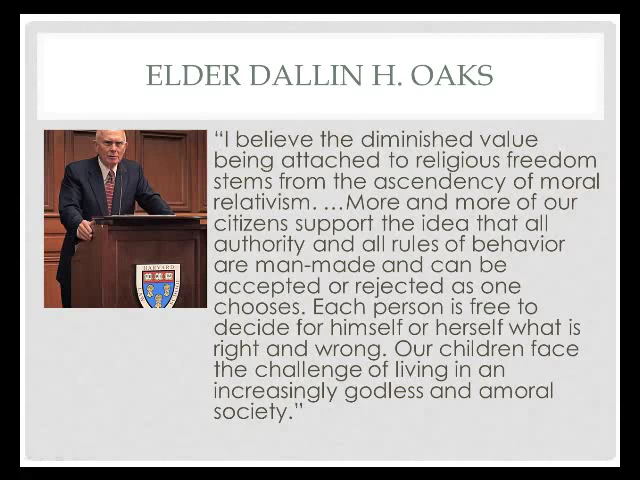 ELDER DALLIN H. OAKS
“I believe the diminished value
being attached to religious freedom
stems from the ascendency of moral
relativism. …More and more of our
citizens support the idea that all
authority and all rules of behavior
are man-made and can be
accepted or rejected as one
chooses. Each person is free to
decide for himself or herself what is
right and wrong. Our children face
the challenge of living in an
increasingly godless and amoral
society.”
HARVARD